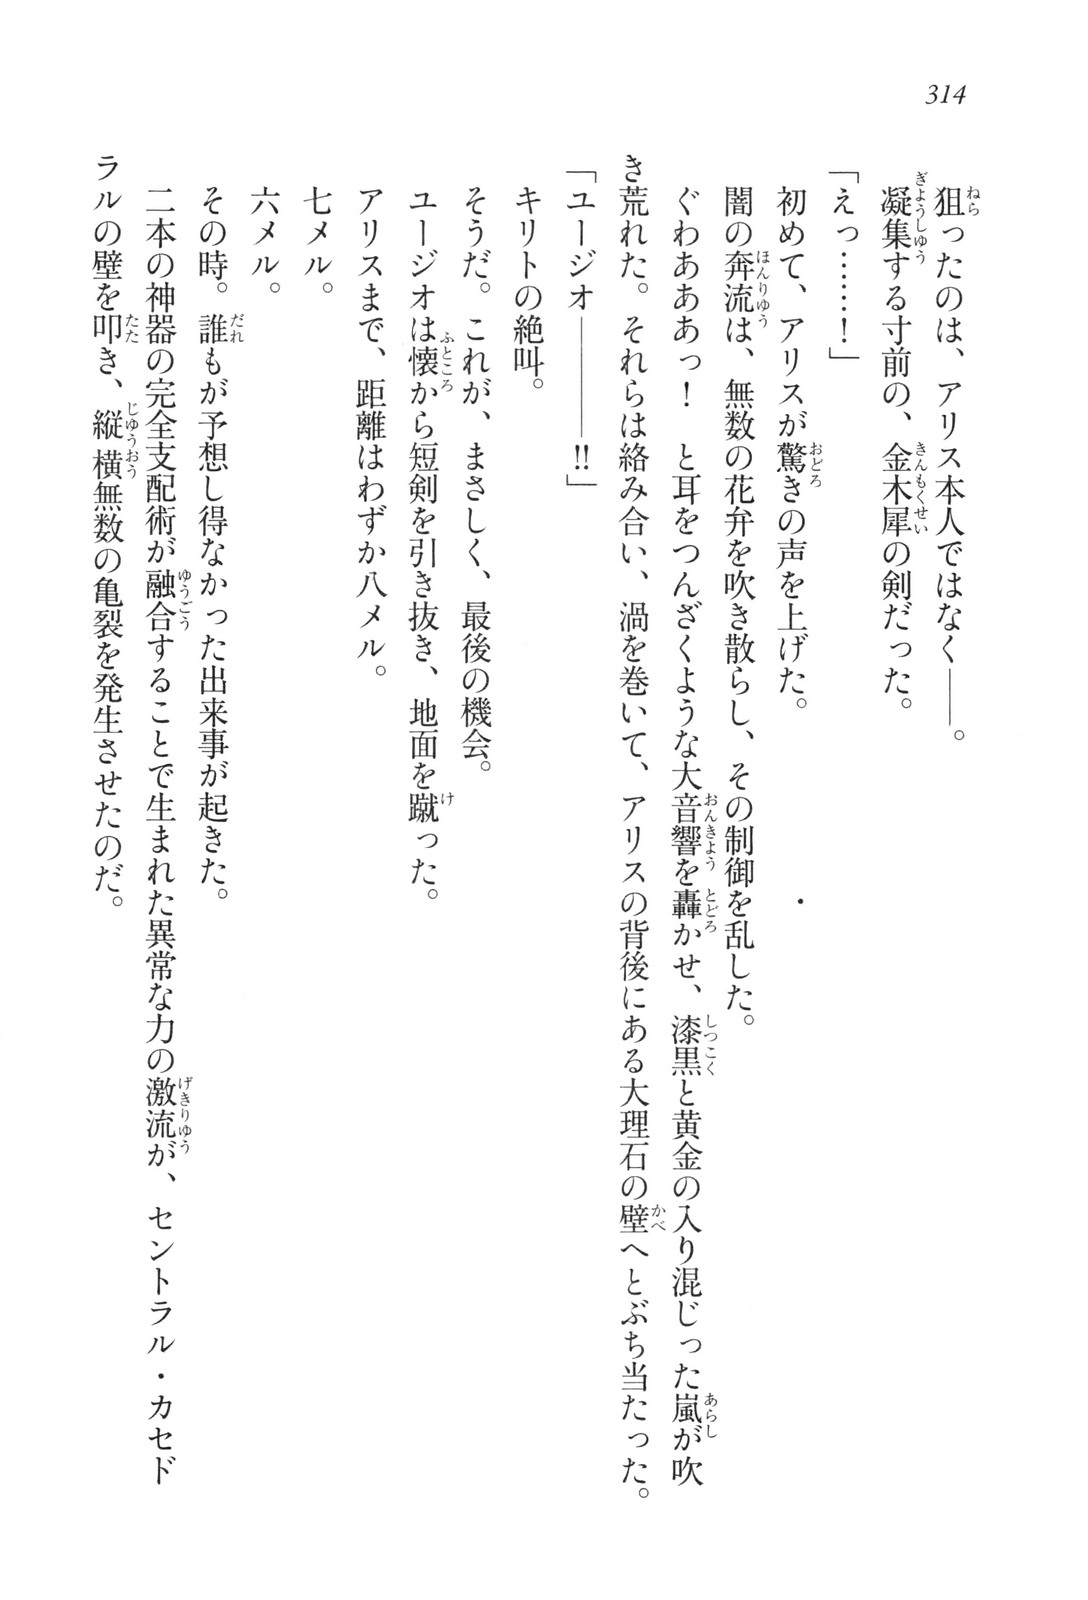 314
狙ったのは、アリス本人ではなく――。
凝集する寸前の、金木犀の剣だった。
「えっ……！」
初めて、アリスが驚きの声を上げた。
闇の奔流は、無数の花弁を吹き散らし、その制御を乱した。
ぐわあああっ！　と耳をつんざくような大音響を轟かせ、漆黒と黄金の入り混じった嵐が吹
き荒れた。それらは絡み合い、渦を巻いて、アリスの背後にある大理石の壁へとぶち当たった。
「ユージオ――――!!」
キリトの絶叫。
そうだ。これが、まさしく、最後の機会。
ユージオは懐から短剣を引き抜き、地面を蹴った。
アリスまで、距離はわずか八メル。
七メル。
六メル。
その時。誰もが予想し得なかった出来事が起きた。
二本の神器の完全支配術が融合することで生まれた異常な力の激流が、セントラル・カセド
ラルの壁を叩き、縦横無数の亀裂を発生させたのだ。